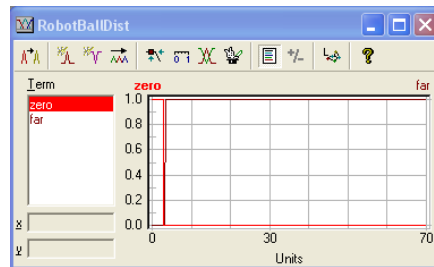 RobotBallDist
Term
zero
far
zero far
1.0
0.8
0.6
0.4
0.2
0.0
0 30 70
Units
x
y